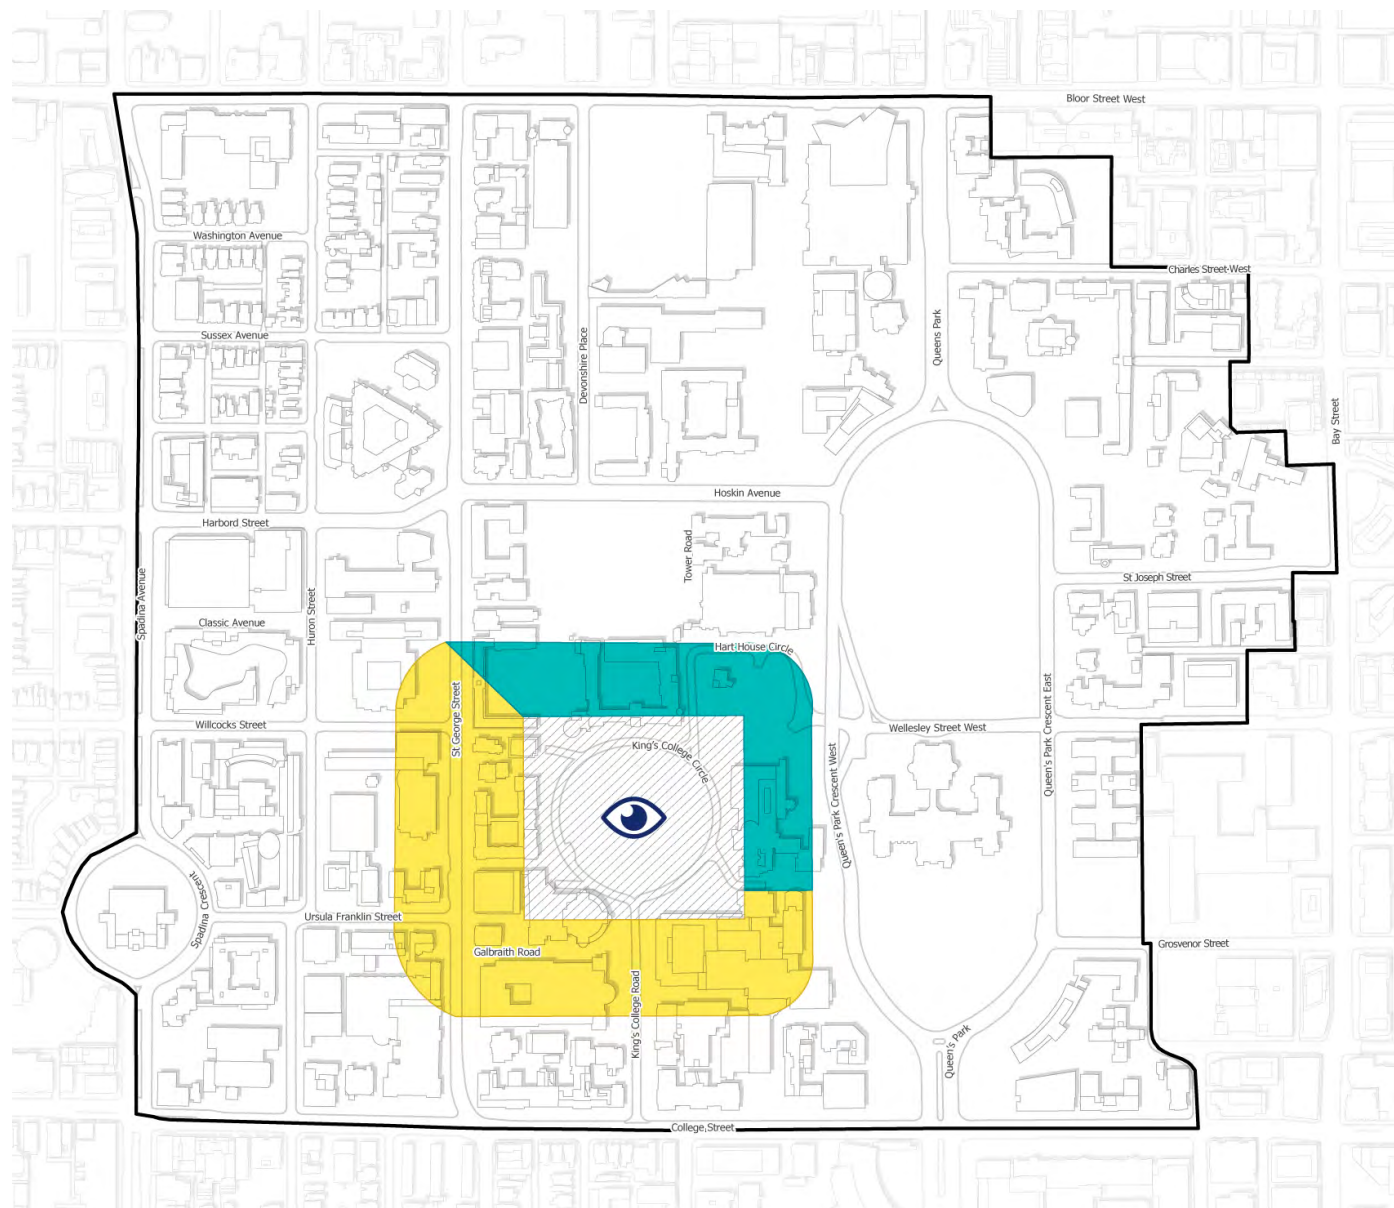 Bloor Street West
Washington Avenue
Charles Street West
Sussex Avenue
Devonshire Place
Queens Park
Bay Street
Hoskin Avenue
Harbord Street
Tower Road
St Joseph Street
Spadina Avenue
Huron Street
Classic Avenue
Hart House Circle
St George Street
Queen's Park Crescent East
Willcocks Street
Wellesley Street West
King's College Circle
Queen's Park Crescent West
Spadina Crescent
Ursula Franklin Street
Galbraith Road
Grosvenor Street
King's College Road
Queen's Park
College Street